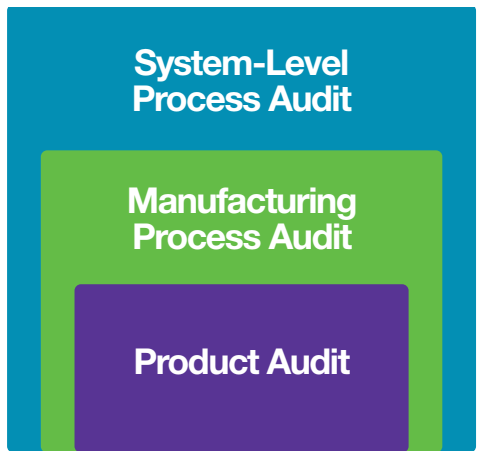 System-Level
Process Audit
Manufacturing
Process Audit
Product Audit